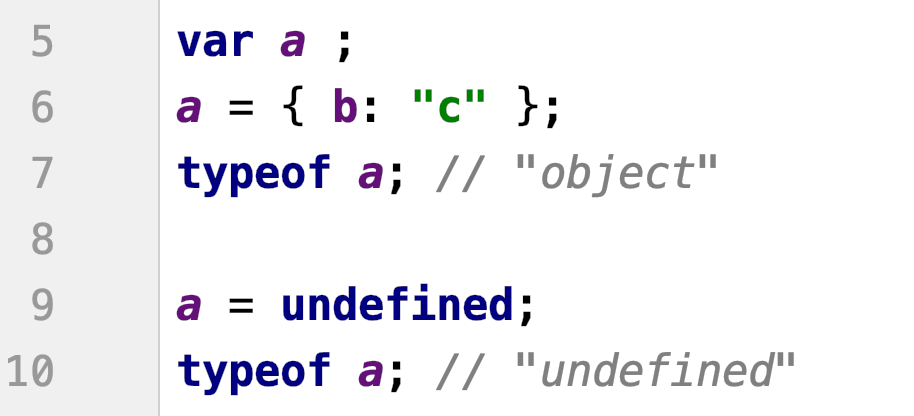 5 var a ;
6 a = { b: "c" };
7 typeof a; // "object"
8
9 a = undefined;
10 typeof a; // "undefined"